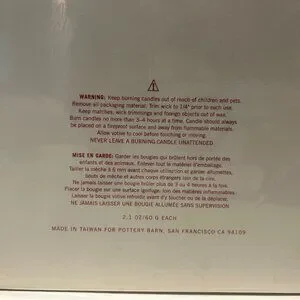 WARNING: Keep burning candles out of reach of children and pets.
Remove all packaging material. Trim wick to 1/4" prior to each use.
Keep matches, wick trimmings and foreign objects out of wax.
Burn candles no more than 3-4 hours at a time. Candle should always
be placed on a fireproof surface and away from flammable materials.
Allow votive to cool before touching or moving.
NEVER LEAVE A BURNING CANDLE UNATTENDED.
MISE EN GARDE: Garder les bougies qui brûlent hors de portée des
enfants et des animaux. Enlever tout le matériel d'emballage.
Tailler la mèche à 6 mm avant chaque utilisation et garder allumettes,
bouts de mèche et autres corps étrangers loin de la cire.
Ne jamais laisser une bougie brûler plus de 3 ou 4 heures à la fois.
Placer la bougie sur une surface ignifuge, loin des matières inflammables.
Laisser la bougie votive refroidir avant d'y toucher ou de la déplacer.
NE JAMAIS LAISSER UNE BOUGIE ALLUMÉE SANS SUPERVISION
2.1 OZ/60 G EACH
MADE IN TAIWAN FOR POTTERY BARN, SAN FRANCISCO CA 94109